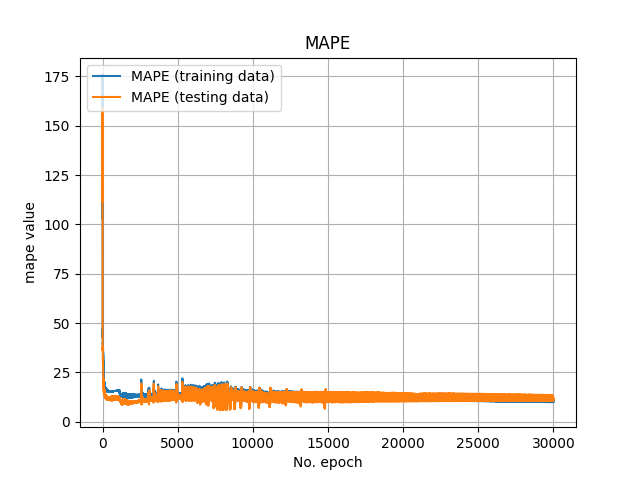 MAPE
MAPE (training data)
MAPE (testing data)
175
150
125
100
75
50
25
0
mape value
0 5000 10000 15000 20000 25000 30000
No. epoch